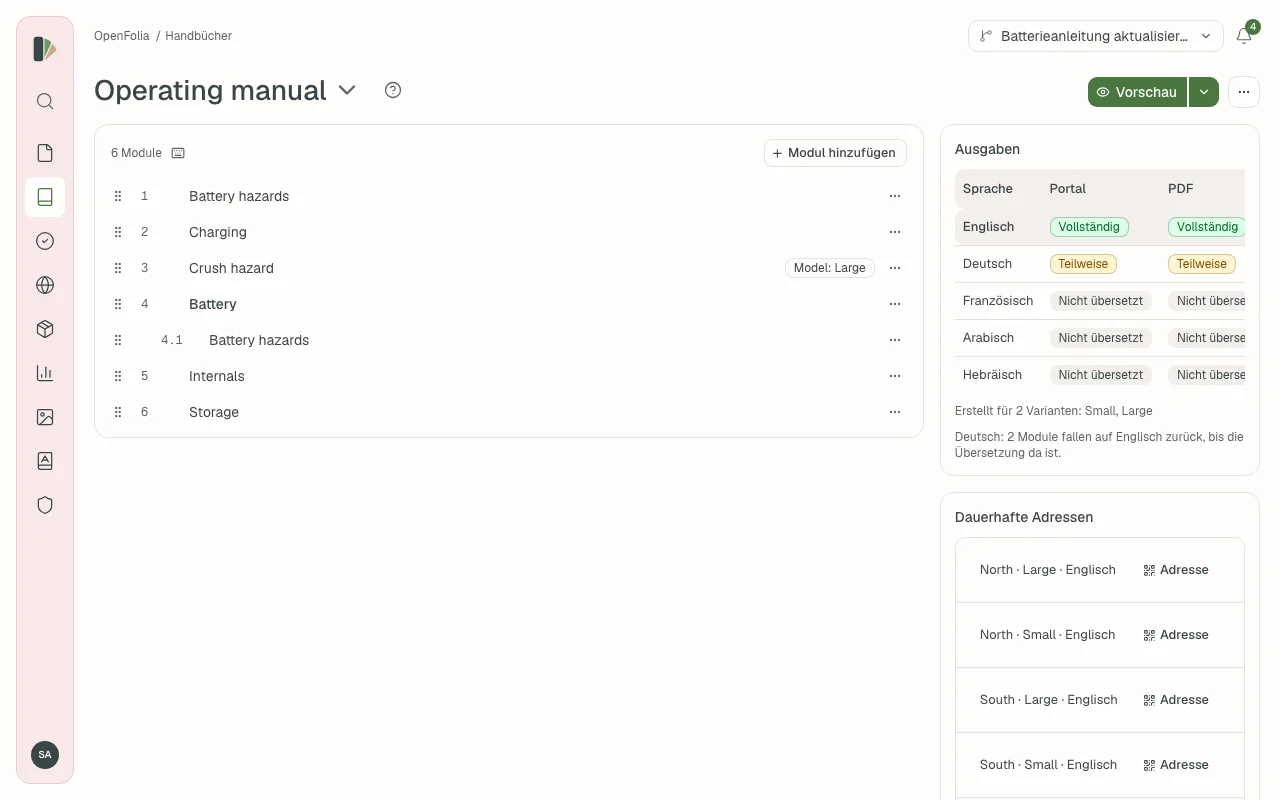 OpenFolia / Handbücher
Batterieanleitung aktualisier…
4
Operating manual
Vorschau
6 Module
Modul hinzufügen
1 Battery hazards
2 Charging
3 Crush hazard Model: Large
4 Battery
4.1 Battery hazards
5 Internals
6 Storage
SA
Ausgaben
Sprache Portal PDF
Englisch Vollständig Vollständig
Deutsch Teilweise Teilweise
Französisch Nicht übersetzt Nicht überse
Arabisch Nicht übersetzt Nicht überse
Hebräisch Nicht übersetzt Nicht überse
Erstellt für 2 Varianten: Small, Large
Deutsch: 2 Module fallen auf Englisch zurück, bis die
Übersetzung da ist.
Dauerhafte Adressen
North · Large · Englisch Adresse
North · Small · Englisch Adresse
South · Large · Englisch Adresse
South · Small · Englisch Adresse